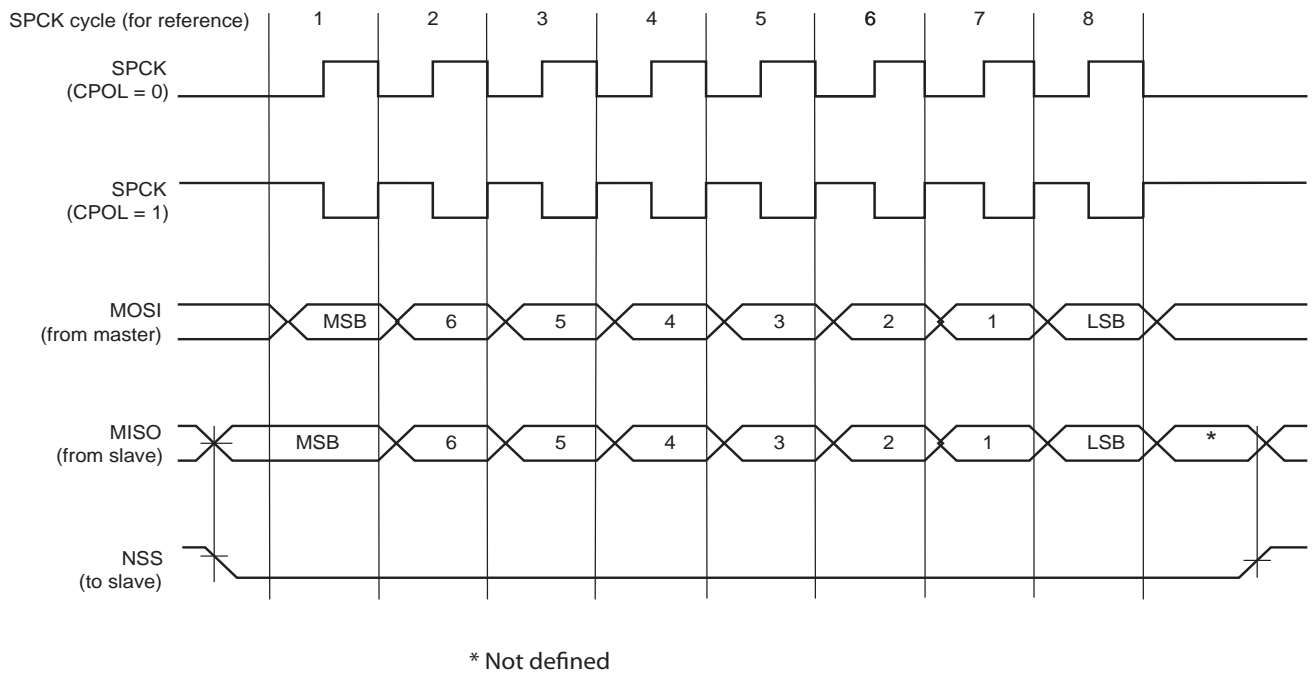 SPCK cycle (for reference) 1 2 3 4 5 6 7 8
SPCK
(CPOL = 0)
SPCK
(CPOL = 1)
MOSI
(from master)
MSB 6 5 4 3 2 1 LSB
MISO
(from slave)
MSB 6 5 4 3 2 1 LSB *
NSS
(to slave)
* Not defined